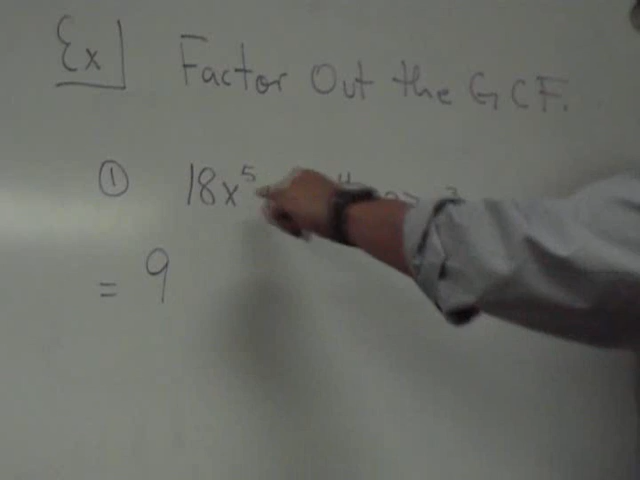 Ex Factor Out the GCF.
① 18x⁵
= 9